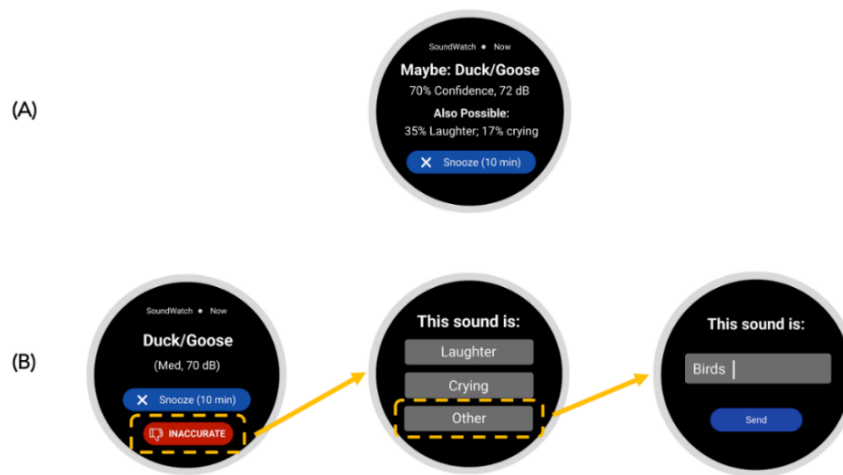 (A)
SoundWatch ● Now
Maybe: Duck/Goose
70% Confidence, 72 dB
Also Possible:
35% Laughter; 17% crying
X Snooze (10 min)
(B)
SoundWatch ● Now
Duck/Goose
(Med, 70 dB)
X Snooze (10 min)
INACCURATE
This sound is:
Laughter
Crying
Other
This sound is:
Birds
Send